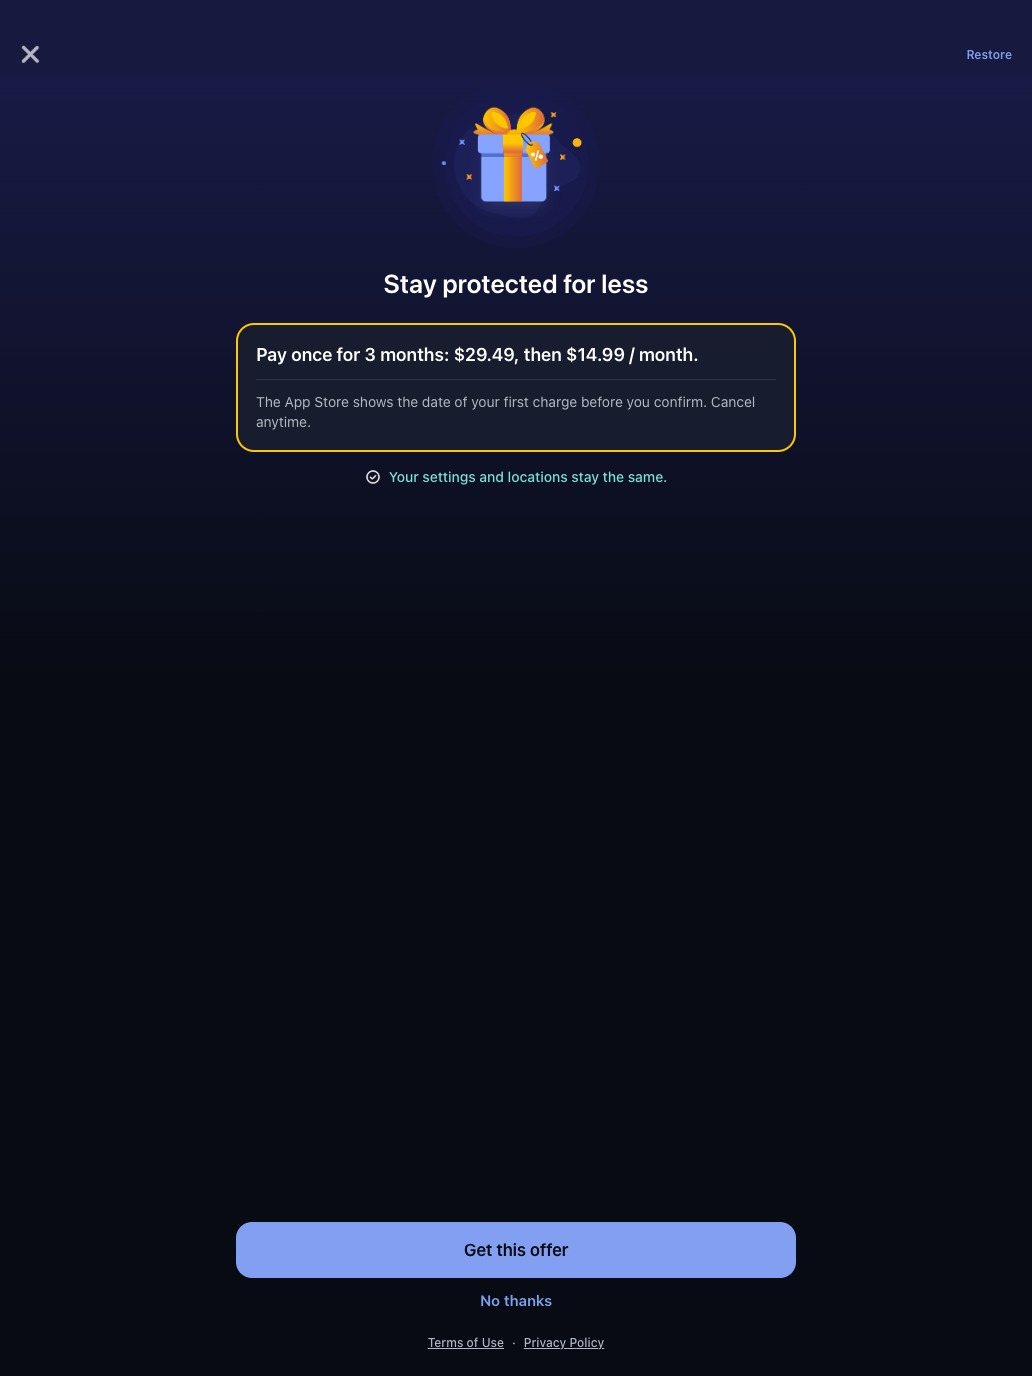 Restore
%
Stay protected for less
Pay once for 3 months: $29.49, then $14.99 / month.
The App Store shows the date of your first charge before you confirm. Cancel
anytime.
Your settings and locations stay the same.
Get this offer
No thanks
Terms of Use · Privacy Policy